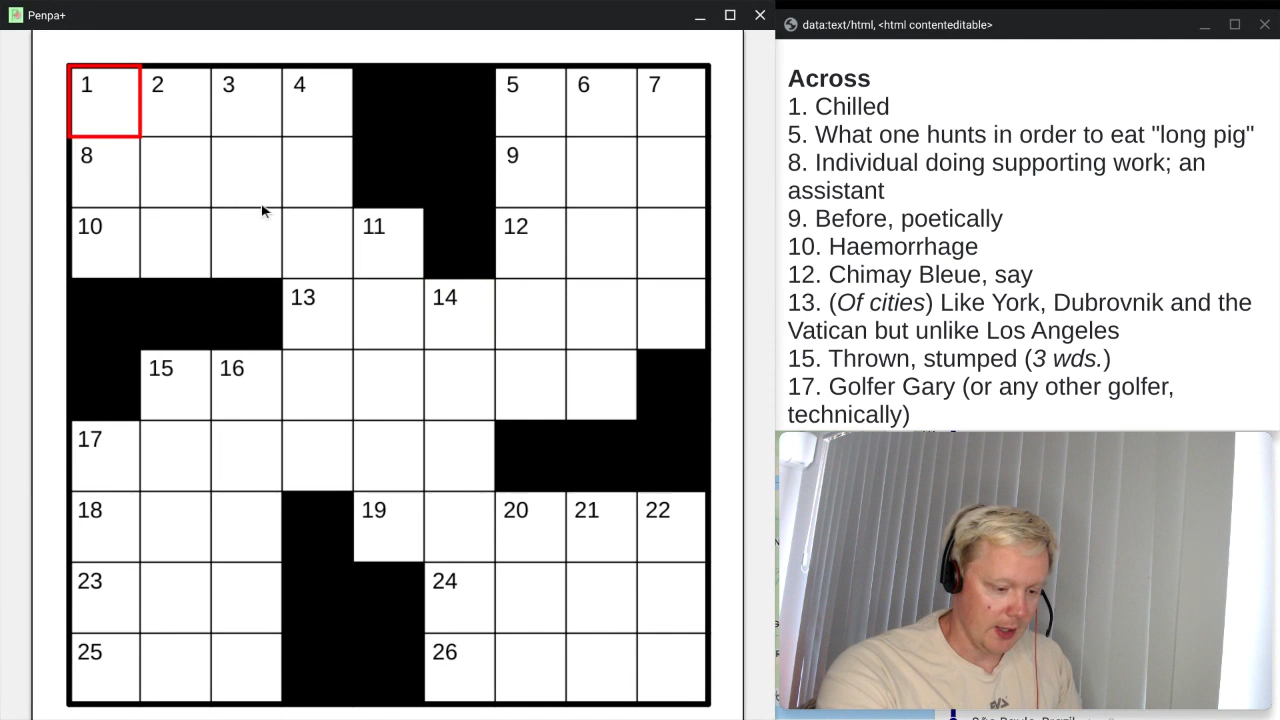 Penpa+
data:text/html, <html contenteditable>
1 2 3 4 5 6 7
8 9
10 11 12
13 14
15 16
17
18 19 20 21 22
23 24
25 26
Across
1. Chilled
5. What one hunts in order to eat "long pig"
8. Individual doing supporting work; an
assistant
9. Before, poetically
10. Haemorrhage
12. Chimay Bleue, say
13. (Of cities) Like York, Dubrovnik and the
Vatican but unlike Los Angeles
15. Thrown, stumped (3 wds.)
17. Golfer Gary (or any other golfer,
technically)